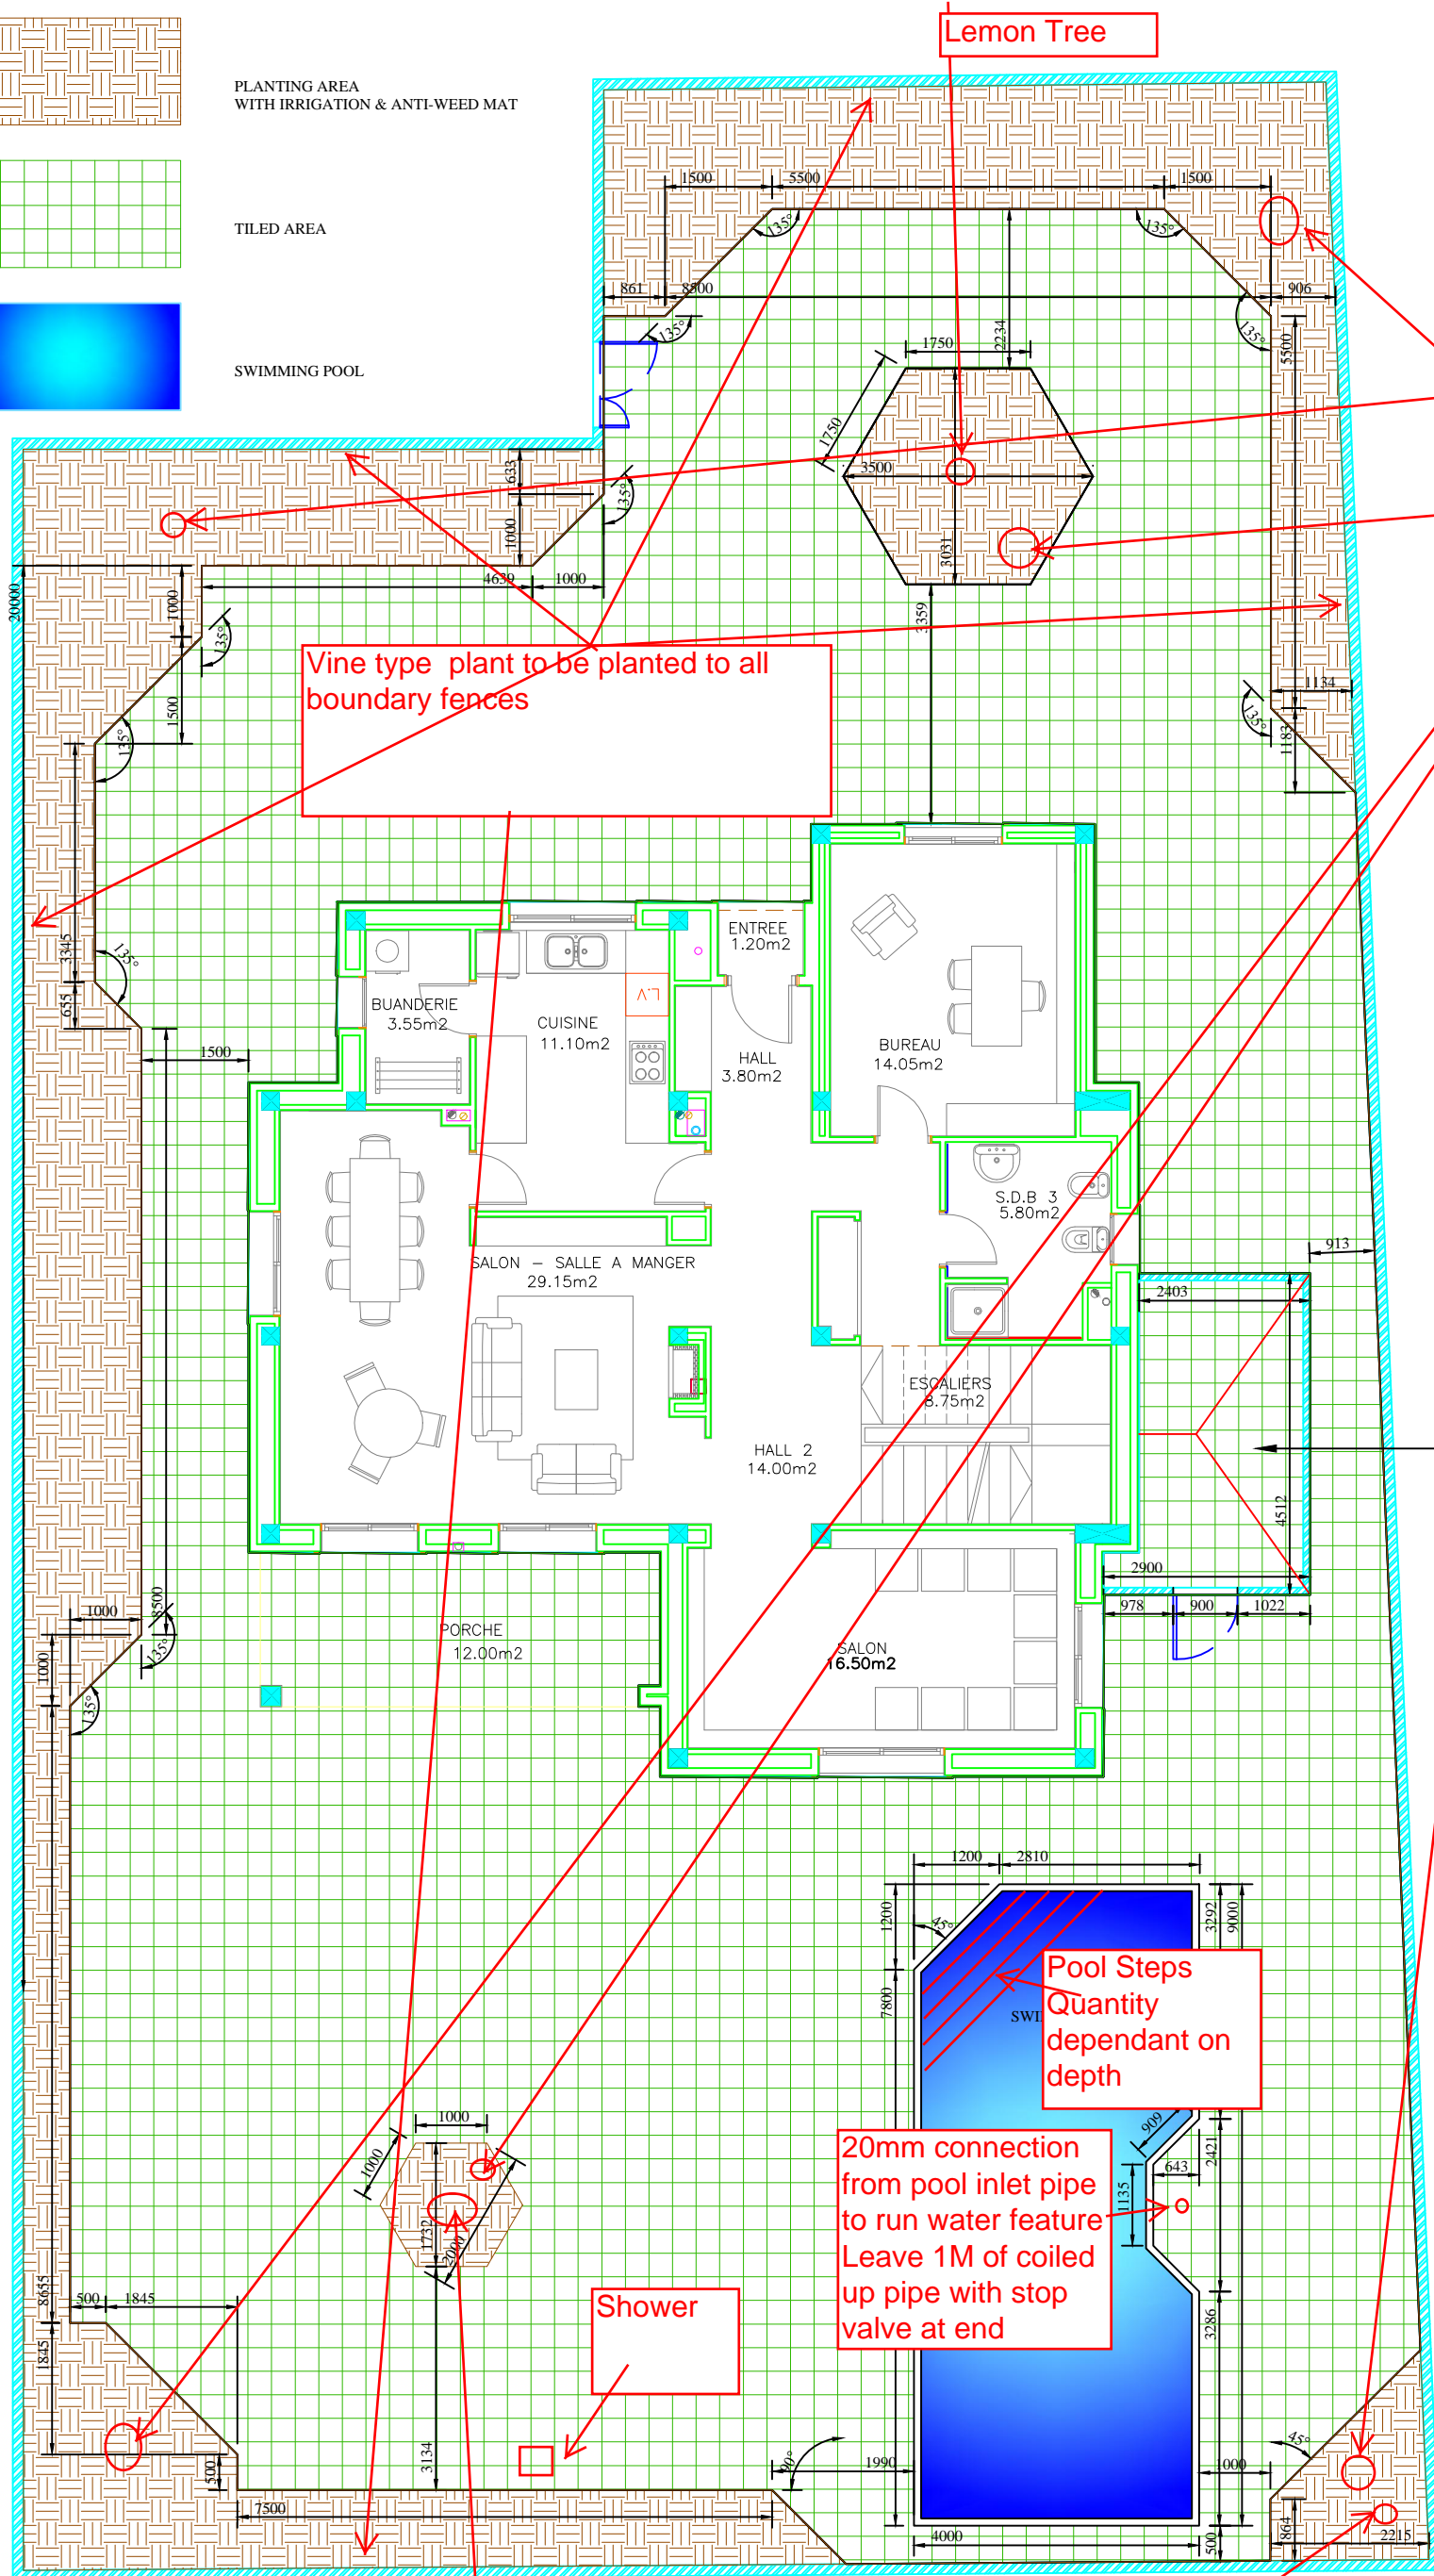 Lemon Tree
PLANTING AREA
WITH IRRIGATION & ANTI-WEED MAT
TILED AREA
SWIMMING POOL
1500
5500
1500
135°
135°
861
8500
906
135°
135°
2234
5500
1750
1750
3500
3031
633
135°
1000
4639
1000
20000
1000
135°
1500
135°
3359
1134
135°
1183
Vine type plant to be planted to all
boundary fences
3345
135°
655
1500
ENTREE
1.20m2
BUANDERIE
3.55m2
CUISINE
11.10m2
L.V
HALL
3.80m2
BUREAU
14.05m2
S.D.B 3
5.80m2
SALON - SALLE A MANGER
29.15m2
913
2403
ESCALIERS
8.75m2
HALL 2
14.00m2
4512
2900
978
900
1022
8500
1000
135°
1000
135°
PORCHE
12.00m2
SALON
16.50m2
1200
2810
1200
45°
3292
9000
7800
Pool Steps
Quantity
dependant on
depth
SWI
1000
1000
1732
2000
909
2421
643
1135
20mm connection
from pool inlet pipe
to run water feature
Leave 1M of coiled
up pipe with stop
valve at end
3286
8655
500
1845
1845
Shower
3134
500
7500
90°
1990
1000
45°
864
2215
4000
500